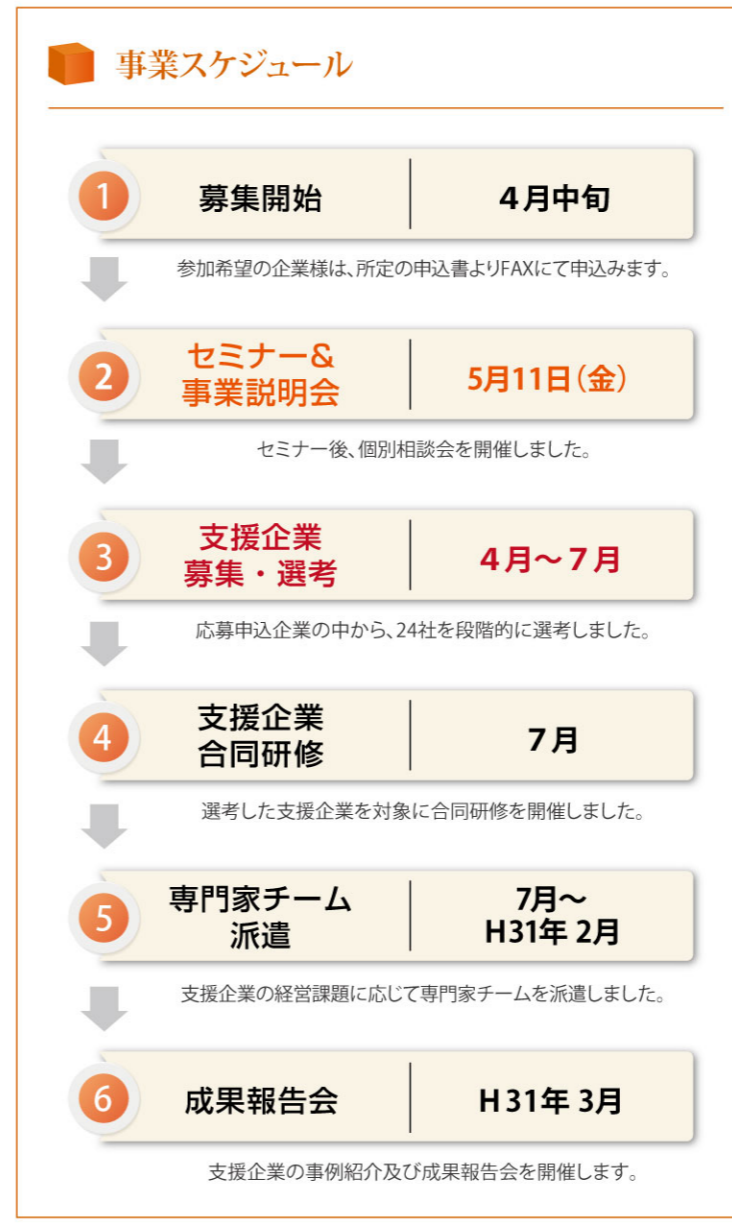 事業スケジュール
1
募集開始
4月中旬
参加希望の企業様は、所定の申込書よりFAXにて申込みます。
2
セミナー&
事業説明会
5月11日(金)
セミナー後、個別相談会を開催しました。
3
支援企業
募集・選考
4月〜7月
応募申込企業の中から、24社を段階的に選考しました。
4
支援企業
合同研修
7月
選考した支援企業を対象に合同研修を開催しました。
5
専門家チーム
派遣
7月〜
H31年 2月
支援企業の経営課題に応じて専門家チームを派遣しました。
6
成果報告会
H31年 3月
支援企業の事例紹介及び成果報告会を開催します。